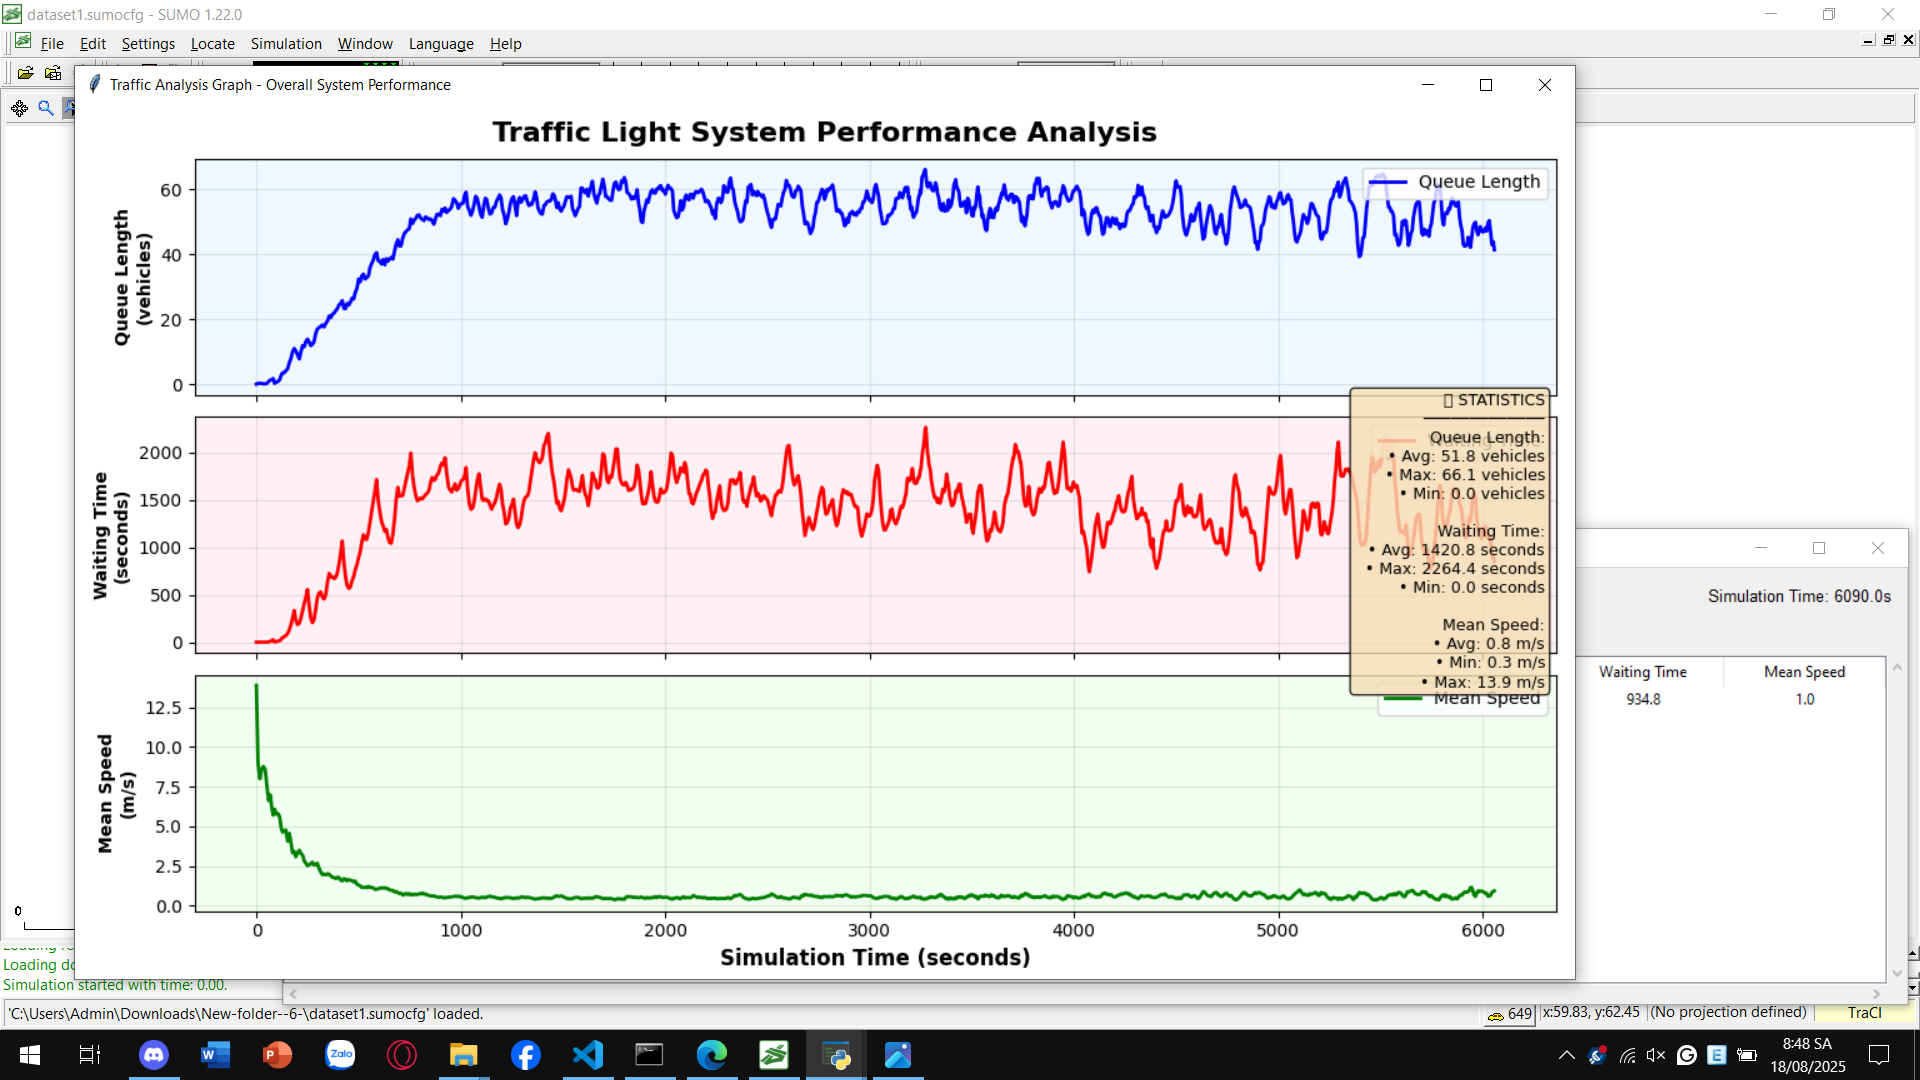 dataset1.sumocfg - SUMO 1.22.0
File Edit Settings Locate Simulation Window Language Help
Traffic Analysis Graph - Overall System Performance
Traffic Light System Performance Analysis
Queue Length
(vehicles)
60
40
20
0
Queue Length
Waiting Time
(seconds)
2000
1500
1000
500
0
STATISTICS
Queue Length:
• Avg: 51.8 vehicles
• Max: 66.1 vehicles
• Min: 0.0 vehicles
Waiting Time:
• Avg: 1420.8 seconds
• Max: 2264.4 seconds
• Min: 0.0 seconds
Mean Speed:
• Avg: 0.8 m/s
• Min: 0.3 m/s
• Max: 13.9 m/s
Mean Speed
Mean Speed
(m/s)
12.5
10.0
7.5
5.0
2.5
0.0
0 1000 2000 3000 4000 5000 6000
Simulation Time (seconds)
Simulation Time: 6090.0s
Waiting Time Mean Speed
934.8 1.0
0
Loading
Simulation started with time: 0.00.
'C:\Users\Admin\Downloads\New-folder--6-\dataset1.sumocfg' loaded.
649 x:59.83, y:62.45 (No projection defined) TraCI
Zalo
8:48 SA
18/08/2025